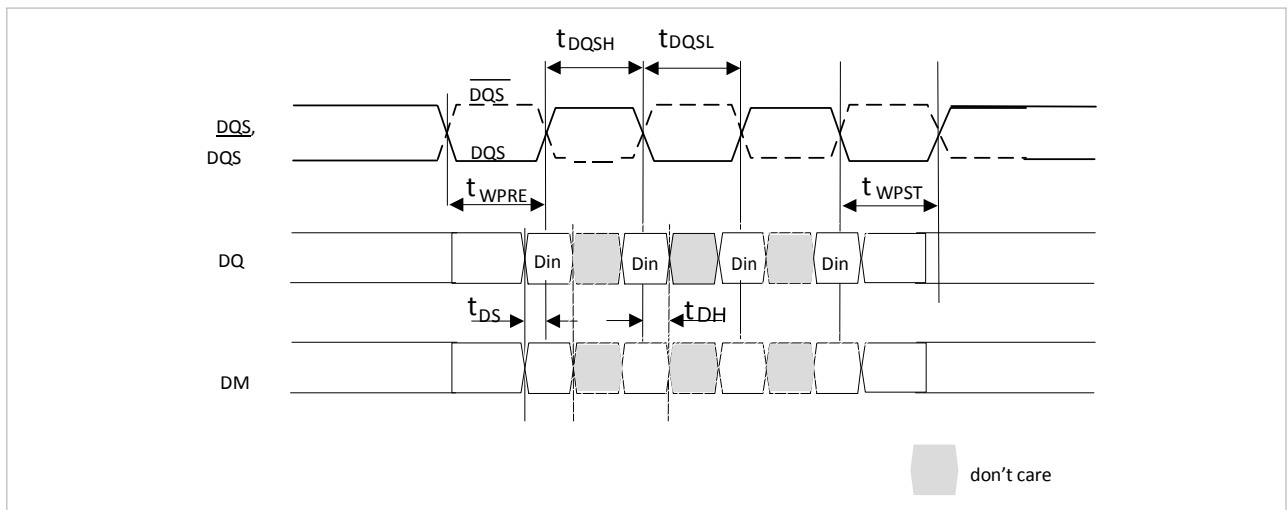 tDQSH tDQSL
DQS
DQS,
DQS DQS
tWPRE tWPST
DQ Din Din Din Din
tDS tDH
DM
don't care